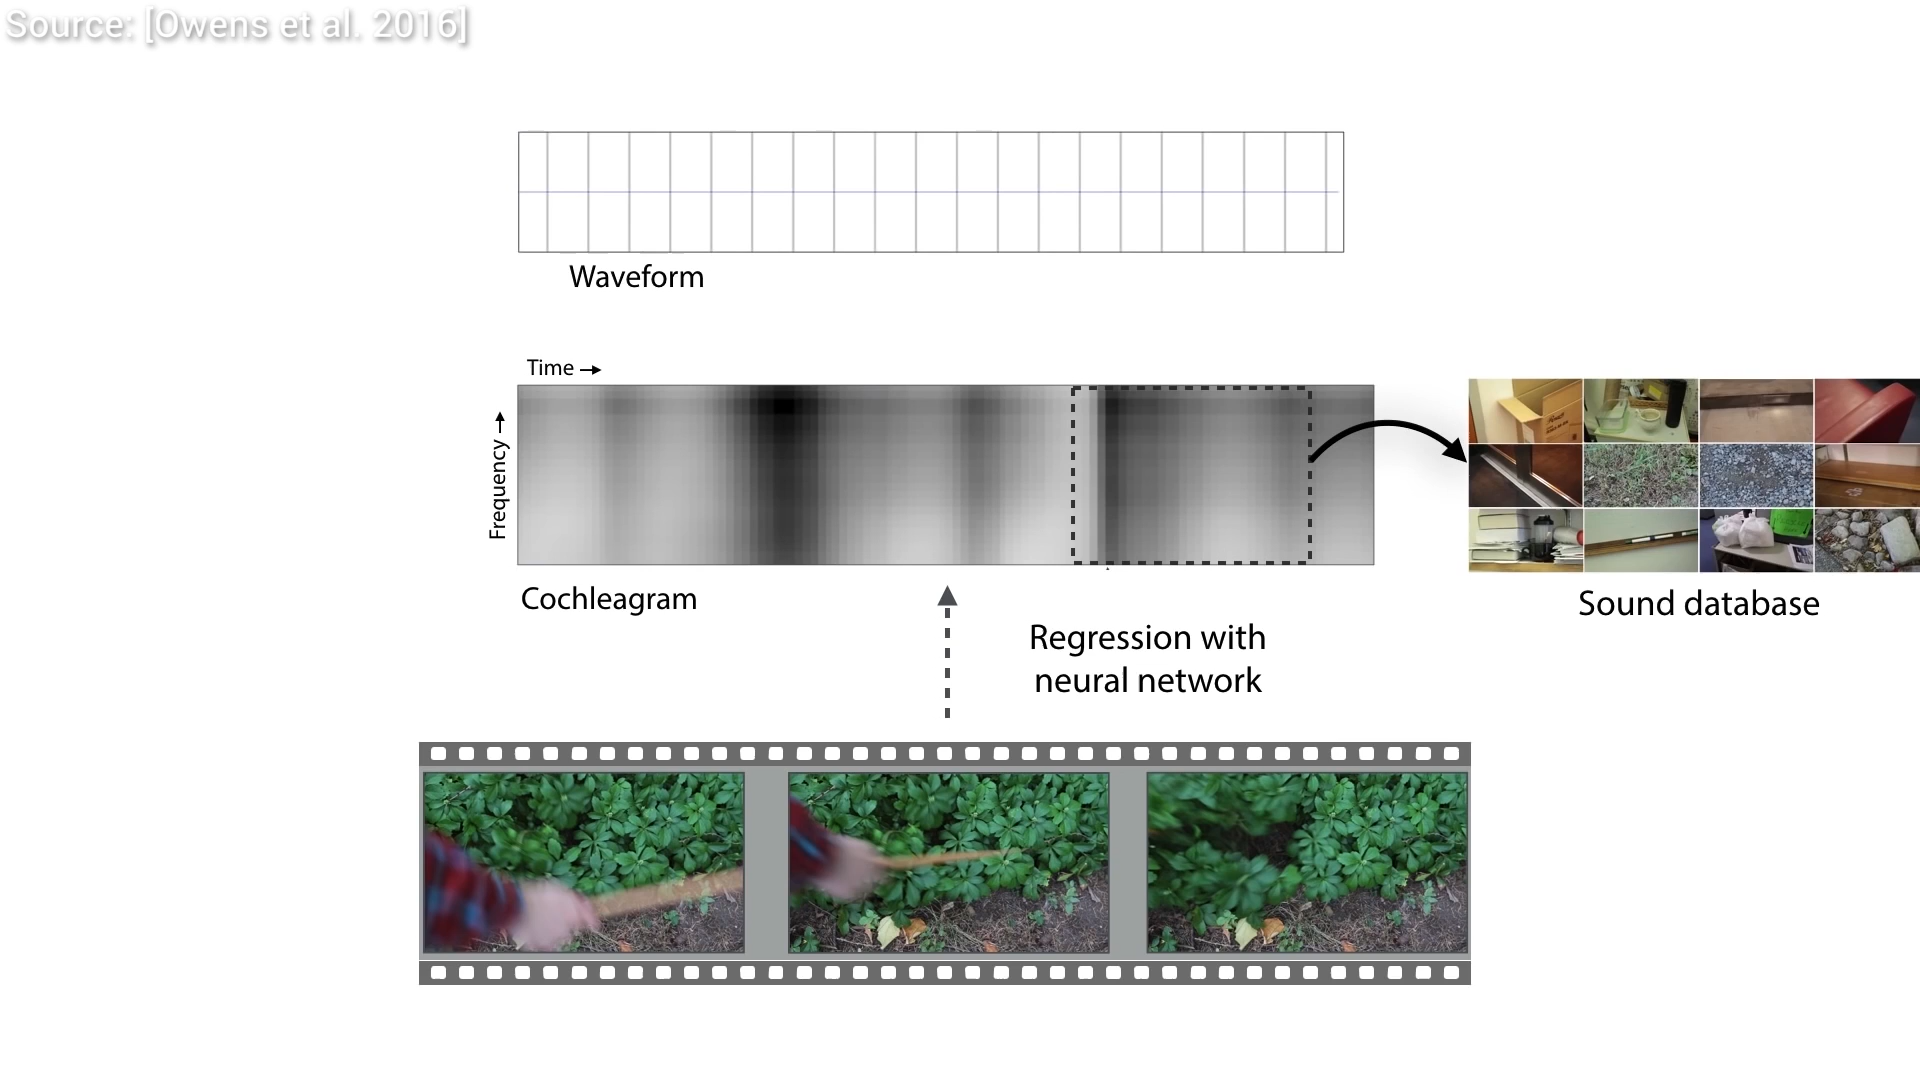 Source: [Owens et al. 2016]
Waveform
Time
Frequency
Cochleagram
Regression with
neural network
Sound database